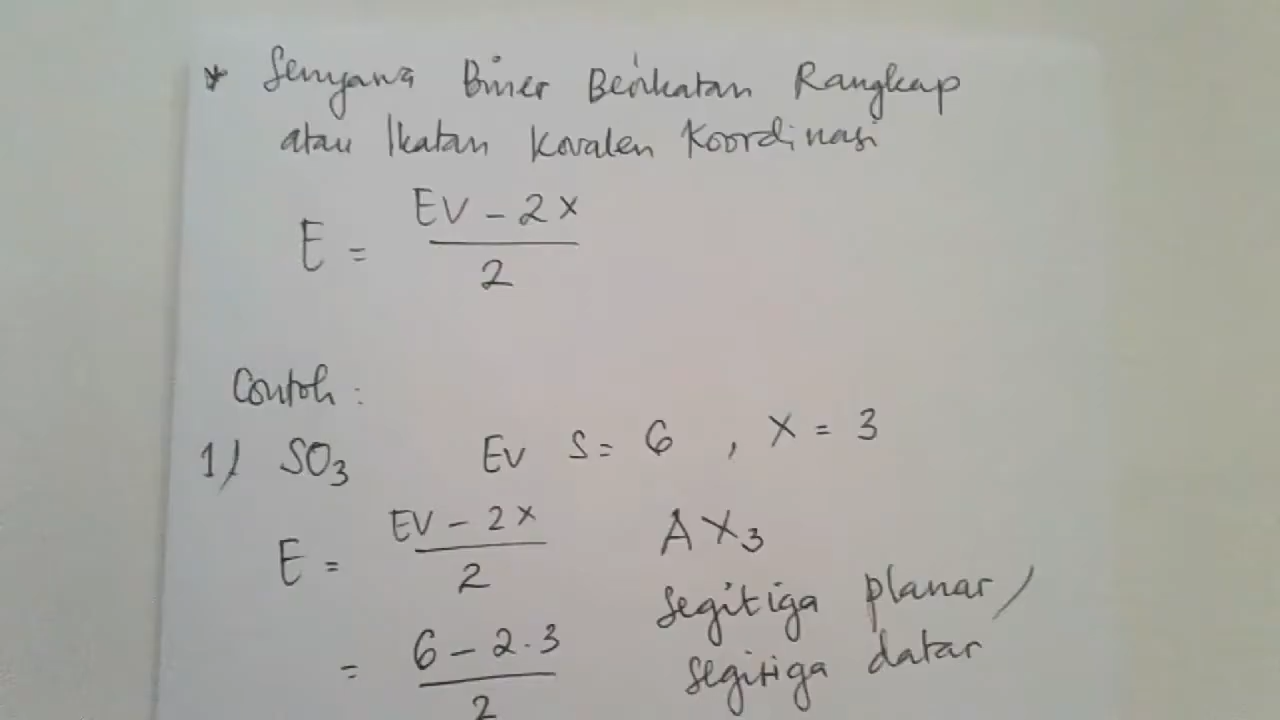 * Senyawa Biner Berikatan Rangkap
atau Ikatan Kovalen Koordinasi
E = EV - 2X / 2
Contoh :
1) SO₃ EV S = 6 , X = 3
E = EV - 2X / 2 AX₃
segitiga planar /
= 6 - 2.3 / 2 segitiga datar